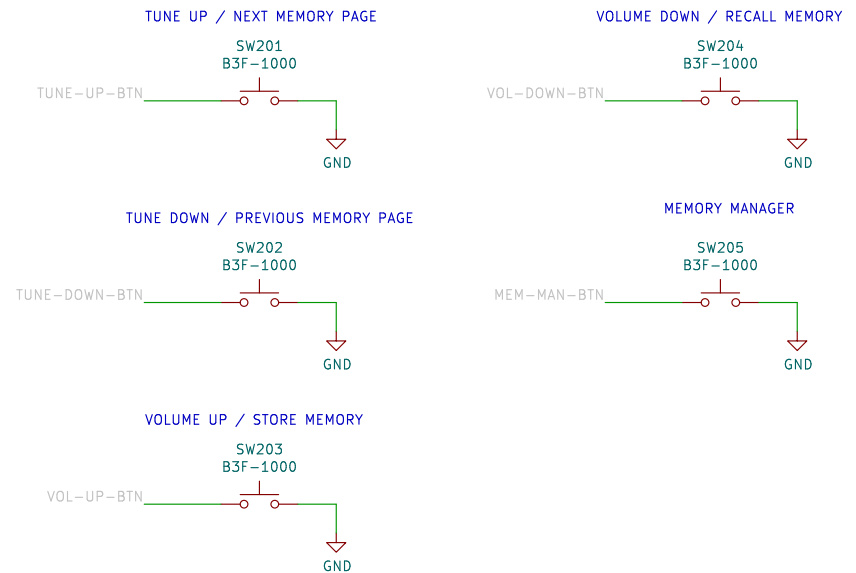 TUNE UP / NEXT MEMORY PAGE
SW201
B3F-1000
TUNE-UP-BTN
GND
VOLUME DOWN / RECALL MEMORY
SW204
B3F-1000
VOL-DOWN-BTN
GND
TUNE DOWN / PREVIOUS MEMORY PAGE
SW202
B3F-1000
TUNE-DOWN-BTN
GND
MEMORY MANAGER
SW205
B3F-1000
MEM-MAN-BTN
GND
VOLUME UP / STORE MEMORY
SW203
B3F-1000
VOL-UP-BTN
GND